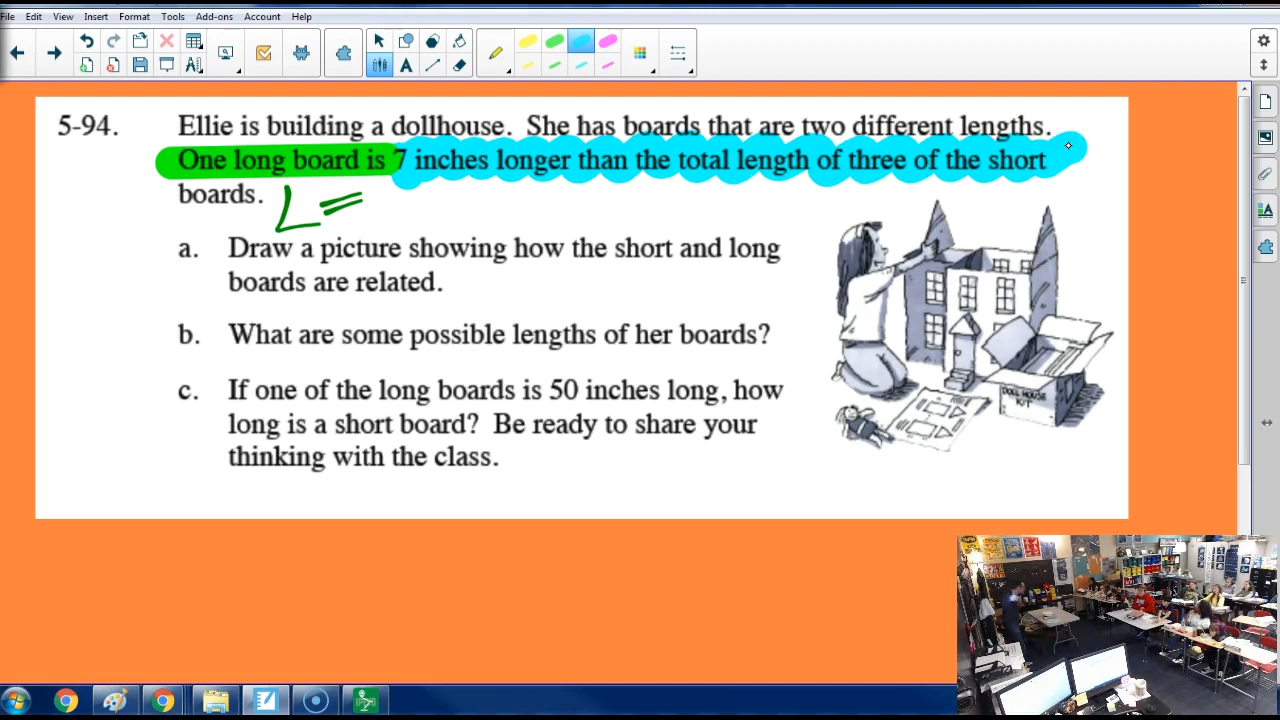 File Edit View Insert Format Tools Add-ons Account Help
5-94. Ellie is building a dollhouse. She has boards that are two different lengths.
One long board is 7 inches longer than the total length of three of the short
boards.
L=
a. Draw a picture showing how the short and long
boards are related.
b. What are some possible lengths of her boards?
c. If one of the long boards is 50 inches long, how
long is a short board? Be ready to share your
thinking with the class.
DOLL HOUSE
KIT